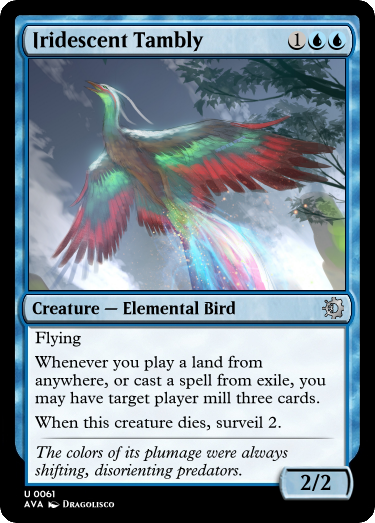 Iridescent Tambly 1
Creature — Elemental Bird
Flying
Whenever you play a land from
anywhere, or cast a spell from exile, you
may have target player mill three cards.
When this creature dies, surveil 2.
The colors of its plumage were always
shifting, disorienting predators.
2/2
U 0061
AVA Dragolisco